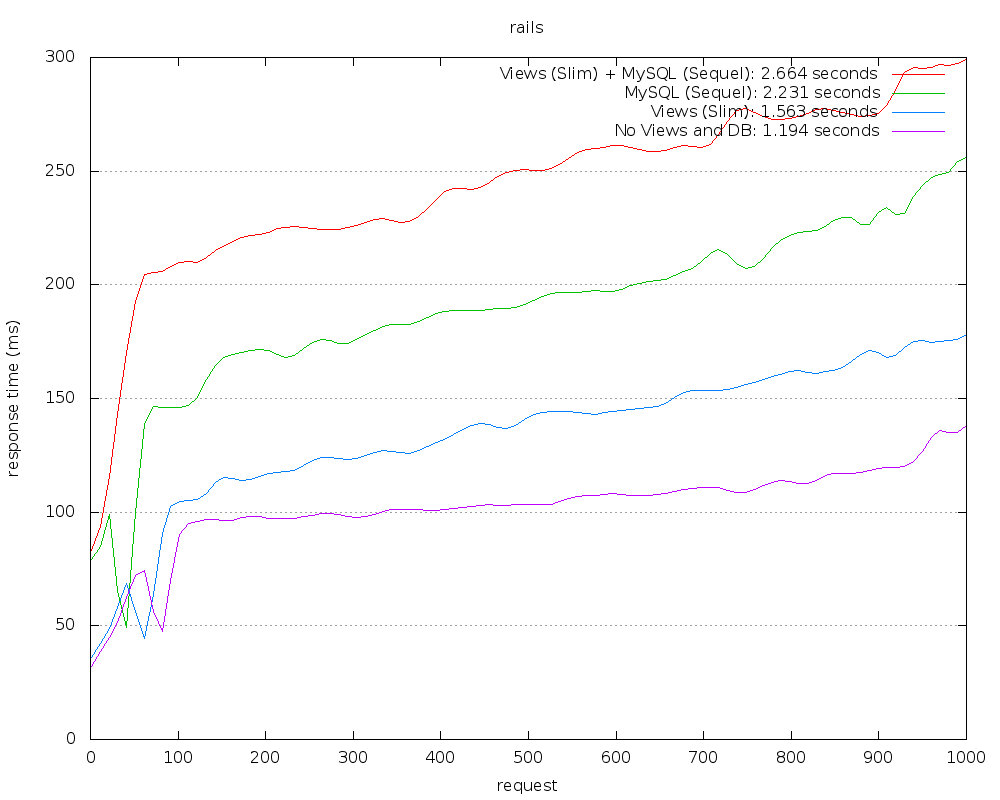 rails
300
Views (Slim) + MySQL (Sequel): 2.664 seconds
MySQL (Sequel): 2.231 seconds
Views (Slim): 1.563 seconds
No Views and DB: 1.194 seconds
250
200
150
100
50
0
response time (ms)
0 100 200 300 400 500 600 700 800 900 1000
request